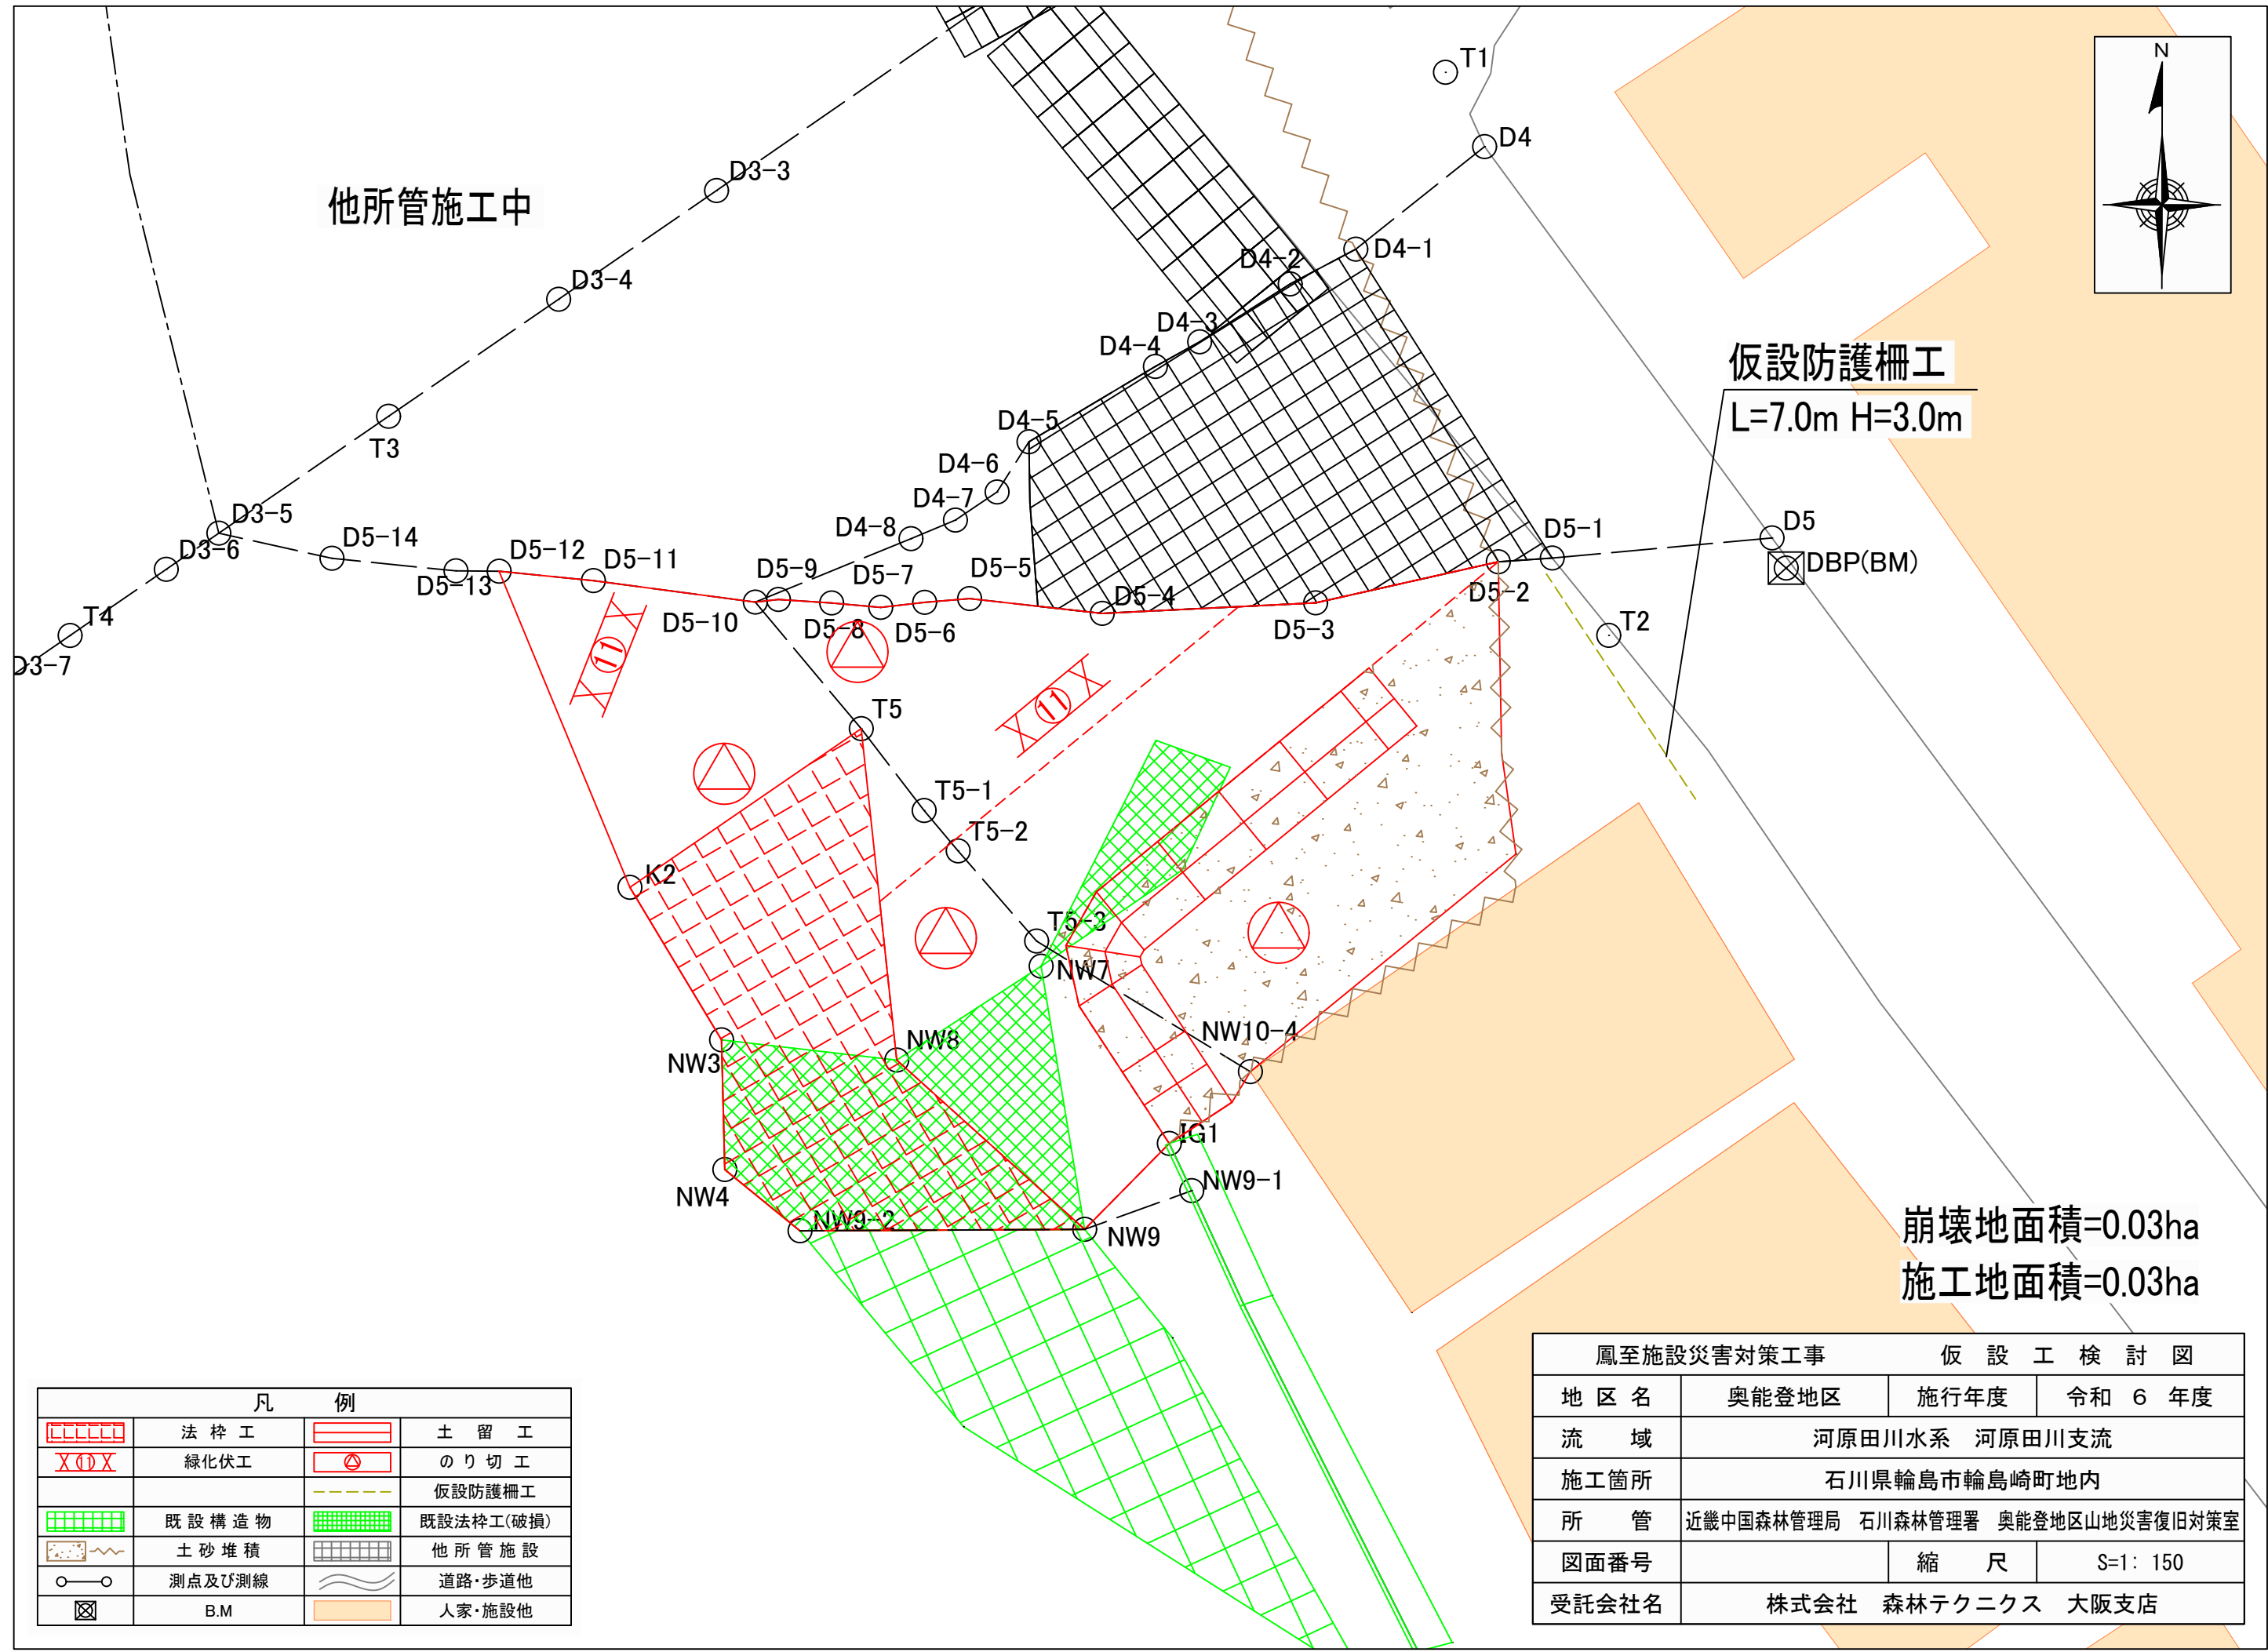 T1
N
D4
D3-3
他所管施工中
D4-1
D4-2
D3-4
D4-3
D4-4
仮設防護柵工
L=7.0m H=3.0m
D4-5
T3
D4-6
D4-7
D3-5
D4-8
D5
D5-1
D5-14
D3-6
D5-12
D5-11
DBP(BM)
D5-13
D5-9
D5-7
D5-5
D5-2
D5-10
D5-8
D5-6
D5-4
D5-3
T4
T2
D3-7
11
11
T5
T5-1
T5-2
K2
T5-3
NW7
NW10-4
NW8
NW3
IG1
NW4
NW9-1
NW9-2
NW9
崩壊地面積=0.03ha
施工地面積=0.03ha
凡 例
法 枠 工 土 留 工
11 緑化伏工 のり切工
仮設防護柵工
既設構造物 既設法枠工(破損)
土砂堆積 他所管施設
測点及び測線 道路・歩道他
B.M 人家・施設他
鳳至施設災害対策工事 仮 設 工 検 討 図
地区名 奥能登地区 施行年度 令和 6 年度
流 域 河原田川水系 河原田川支流
施工箇所 石川県輪島市輪島崎町地内
所 管 近畿中国森林管理局 石川森林管理署 奥能登地区山地災害復旧対策室
図面番号 縮 尺 S=1: 150
受託会社名 株式会社 森林テクニクス 大阪支店